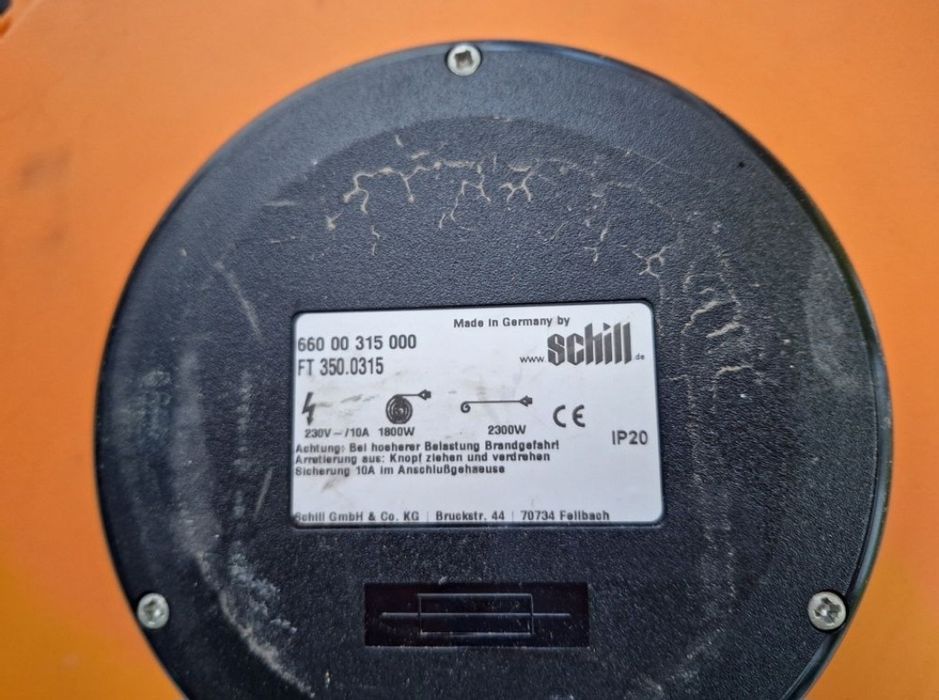 Made in Germany by
660 00 315 000
www.schill.de
FT 350.0315
230V~/10A 1800W 2300W
CE
IP20
Achtung: Bei hoeherer Belastung Brandgefahr!
Arretierung aus: Knopf ziehen und verdrehen
Sicherung 10A im Anschlußgehaeuse
Schill GmbH & Co. KG | Bruckstr. 44 | 70734 Fellbach